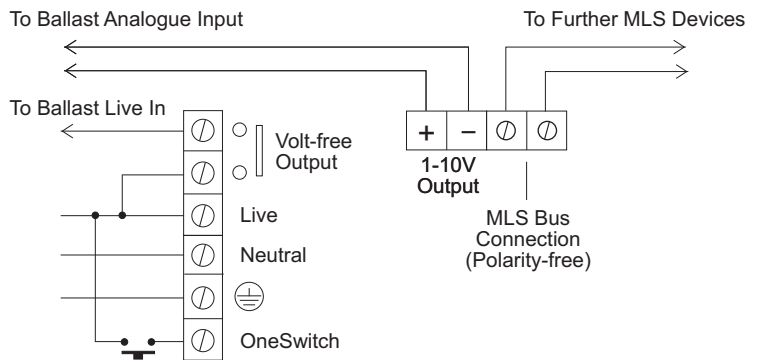 To Ballast Analogue Input
To Further MLS Devices
To Ballast Live In
Volt-free
Output
+
–
1-10V
Output
Live
MLS Bus
Connection
(Polarity-free)
Neutral
OneSwitch